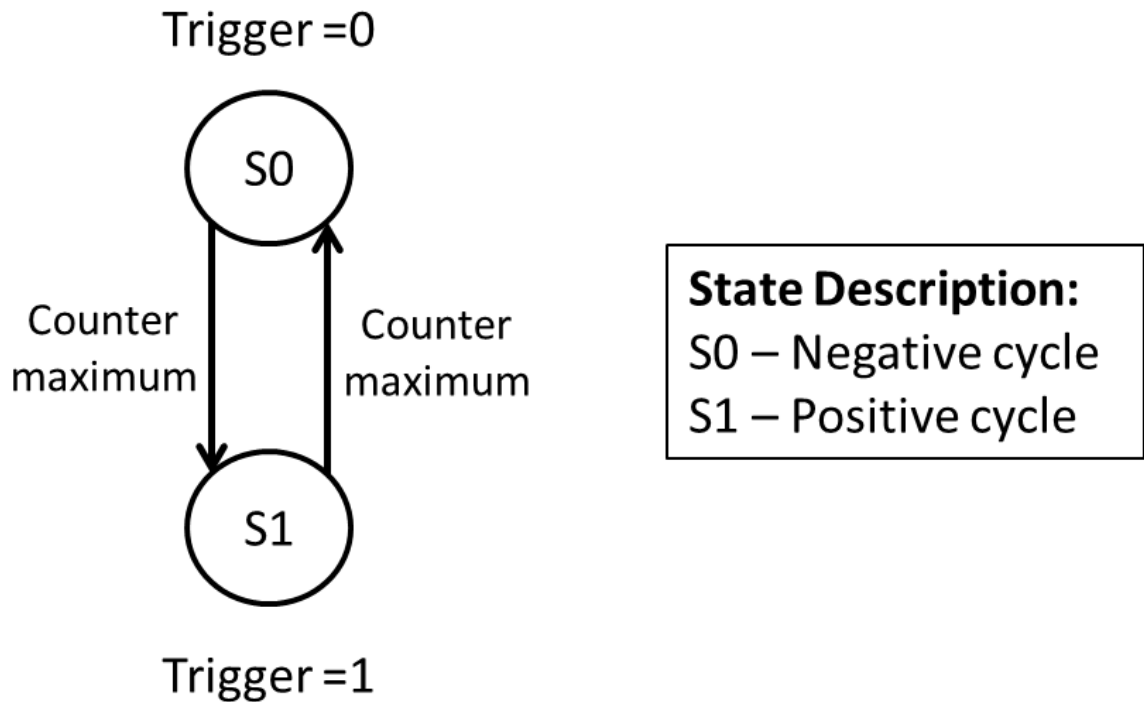 Trigger =0
S0
Counter
maximum
Counter
maximum
S1
Trigger =1
State Description:
S0 – Negative cycle
S1 – Positive cycle